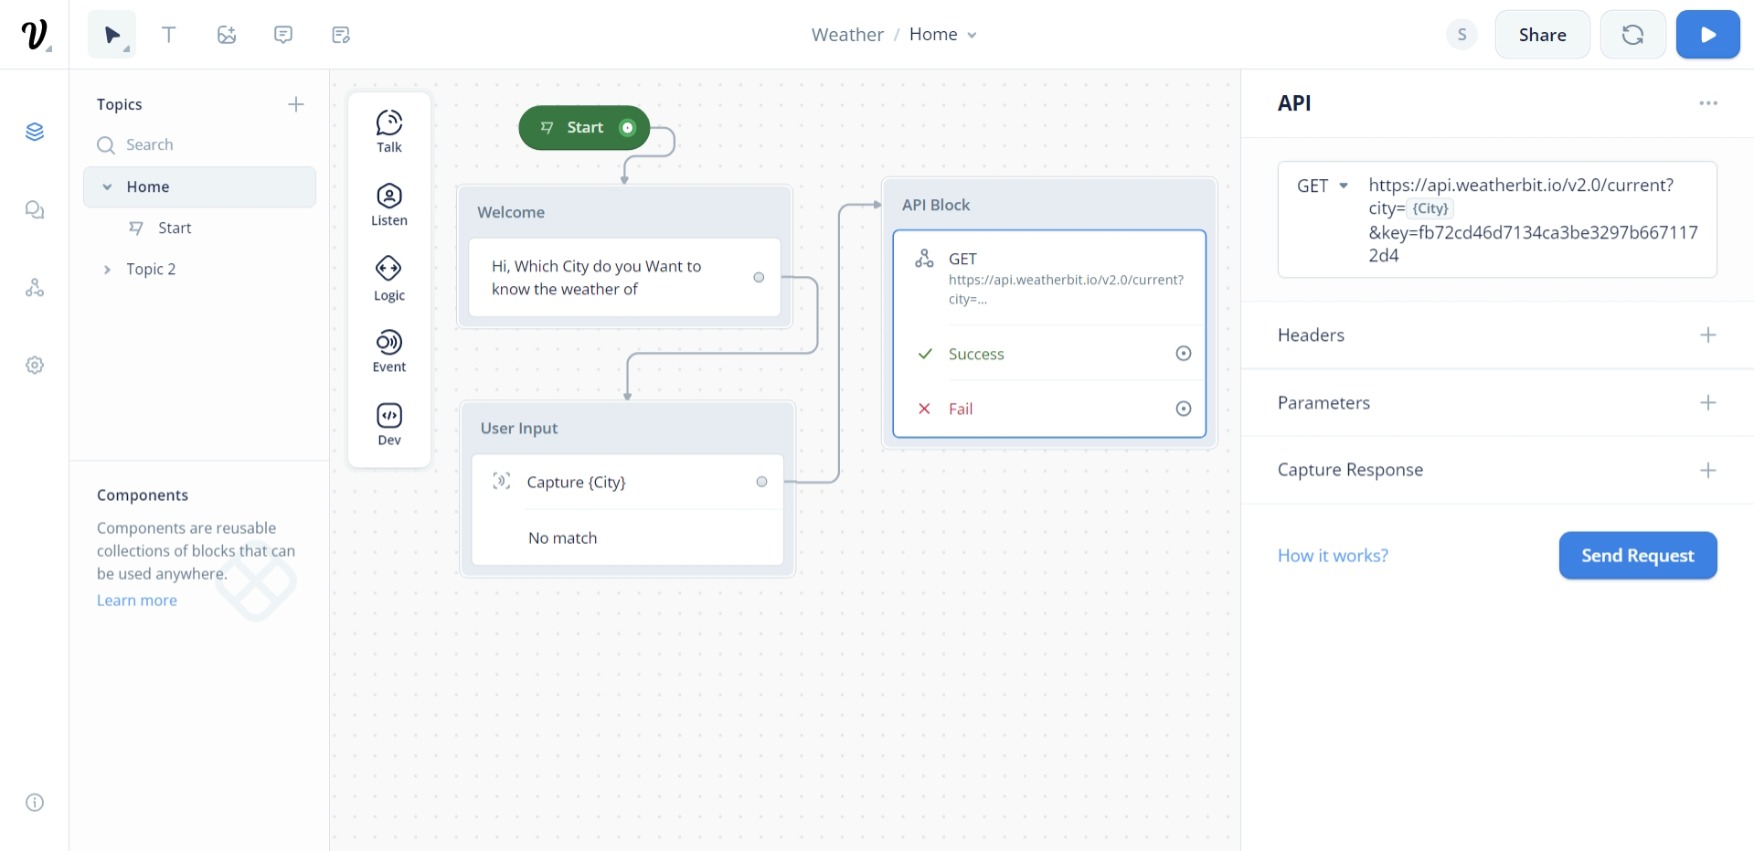 Weather / Home
S
Share
Topics
Search
Home
Start
Topic 2
Components
Components are reusable
collections of blocks that can
be used anywhere.
Learn more
Talk
Listen
Logic
Event
Dev
Start
Welcome
Hi, Which City do you Want to
know the weather of
User Input
Capture {City}
No match
API Block
GET
https://api.weatherbit.io/v2.0/current?
city=...
Success
Fail
API
GET https://api.weatherbit.io/v2.0/current?
city= {City}
&key=fb72cd46d7134ca3be3297b667117
2d4
Headers
Parameters
Capture Response
How it works?
Send Request